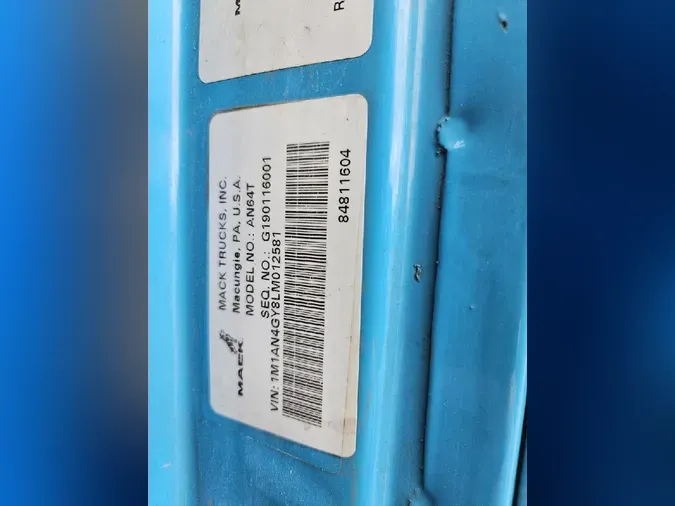 MACK
MACK TRUCKS, INC.
Macungie, PA, U.S.A.
MODEL NO.: AN64T
SEQ. NO.: G190116001
VIN: 1M1AN4GY8LM012581
84811604